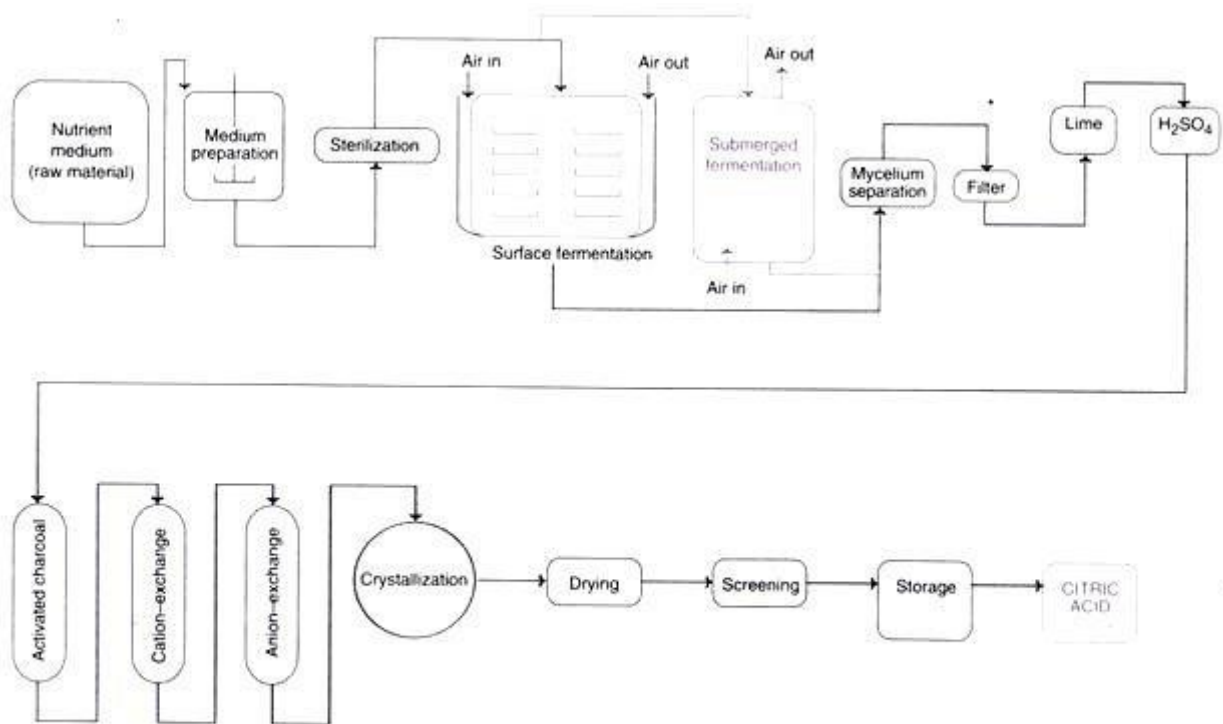 Nutrient
medium
(raw material)
Medium
preparation
Sterilization
Air in
Air out
Surface fermentation
Air out
Submerged
fermentation
Air in
Mycelium
separation
Filter
Lime
H₂SO₄
Activated charcoal
Cation-exchange
Anion-exchange
Crystallization
Drying
Screening
Storage
CITRIC
ACID